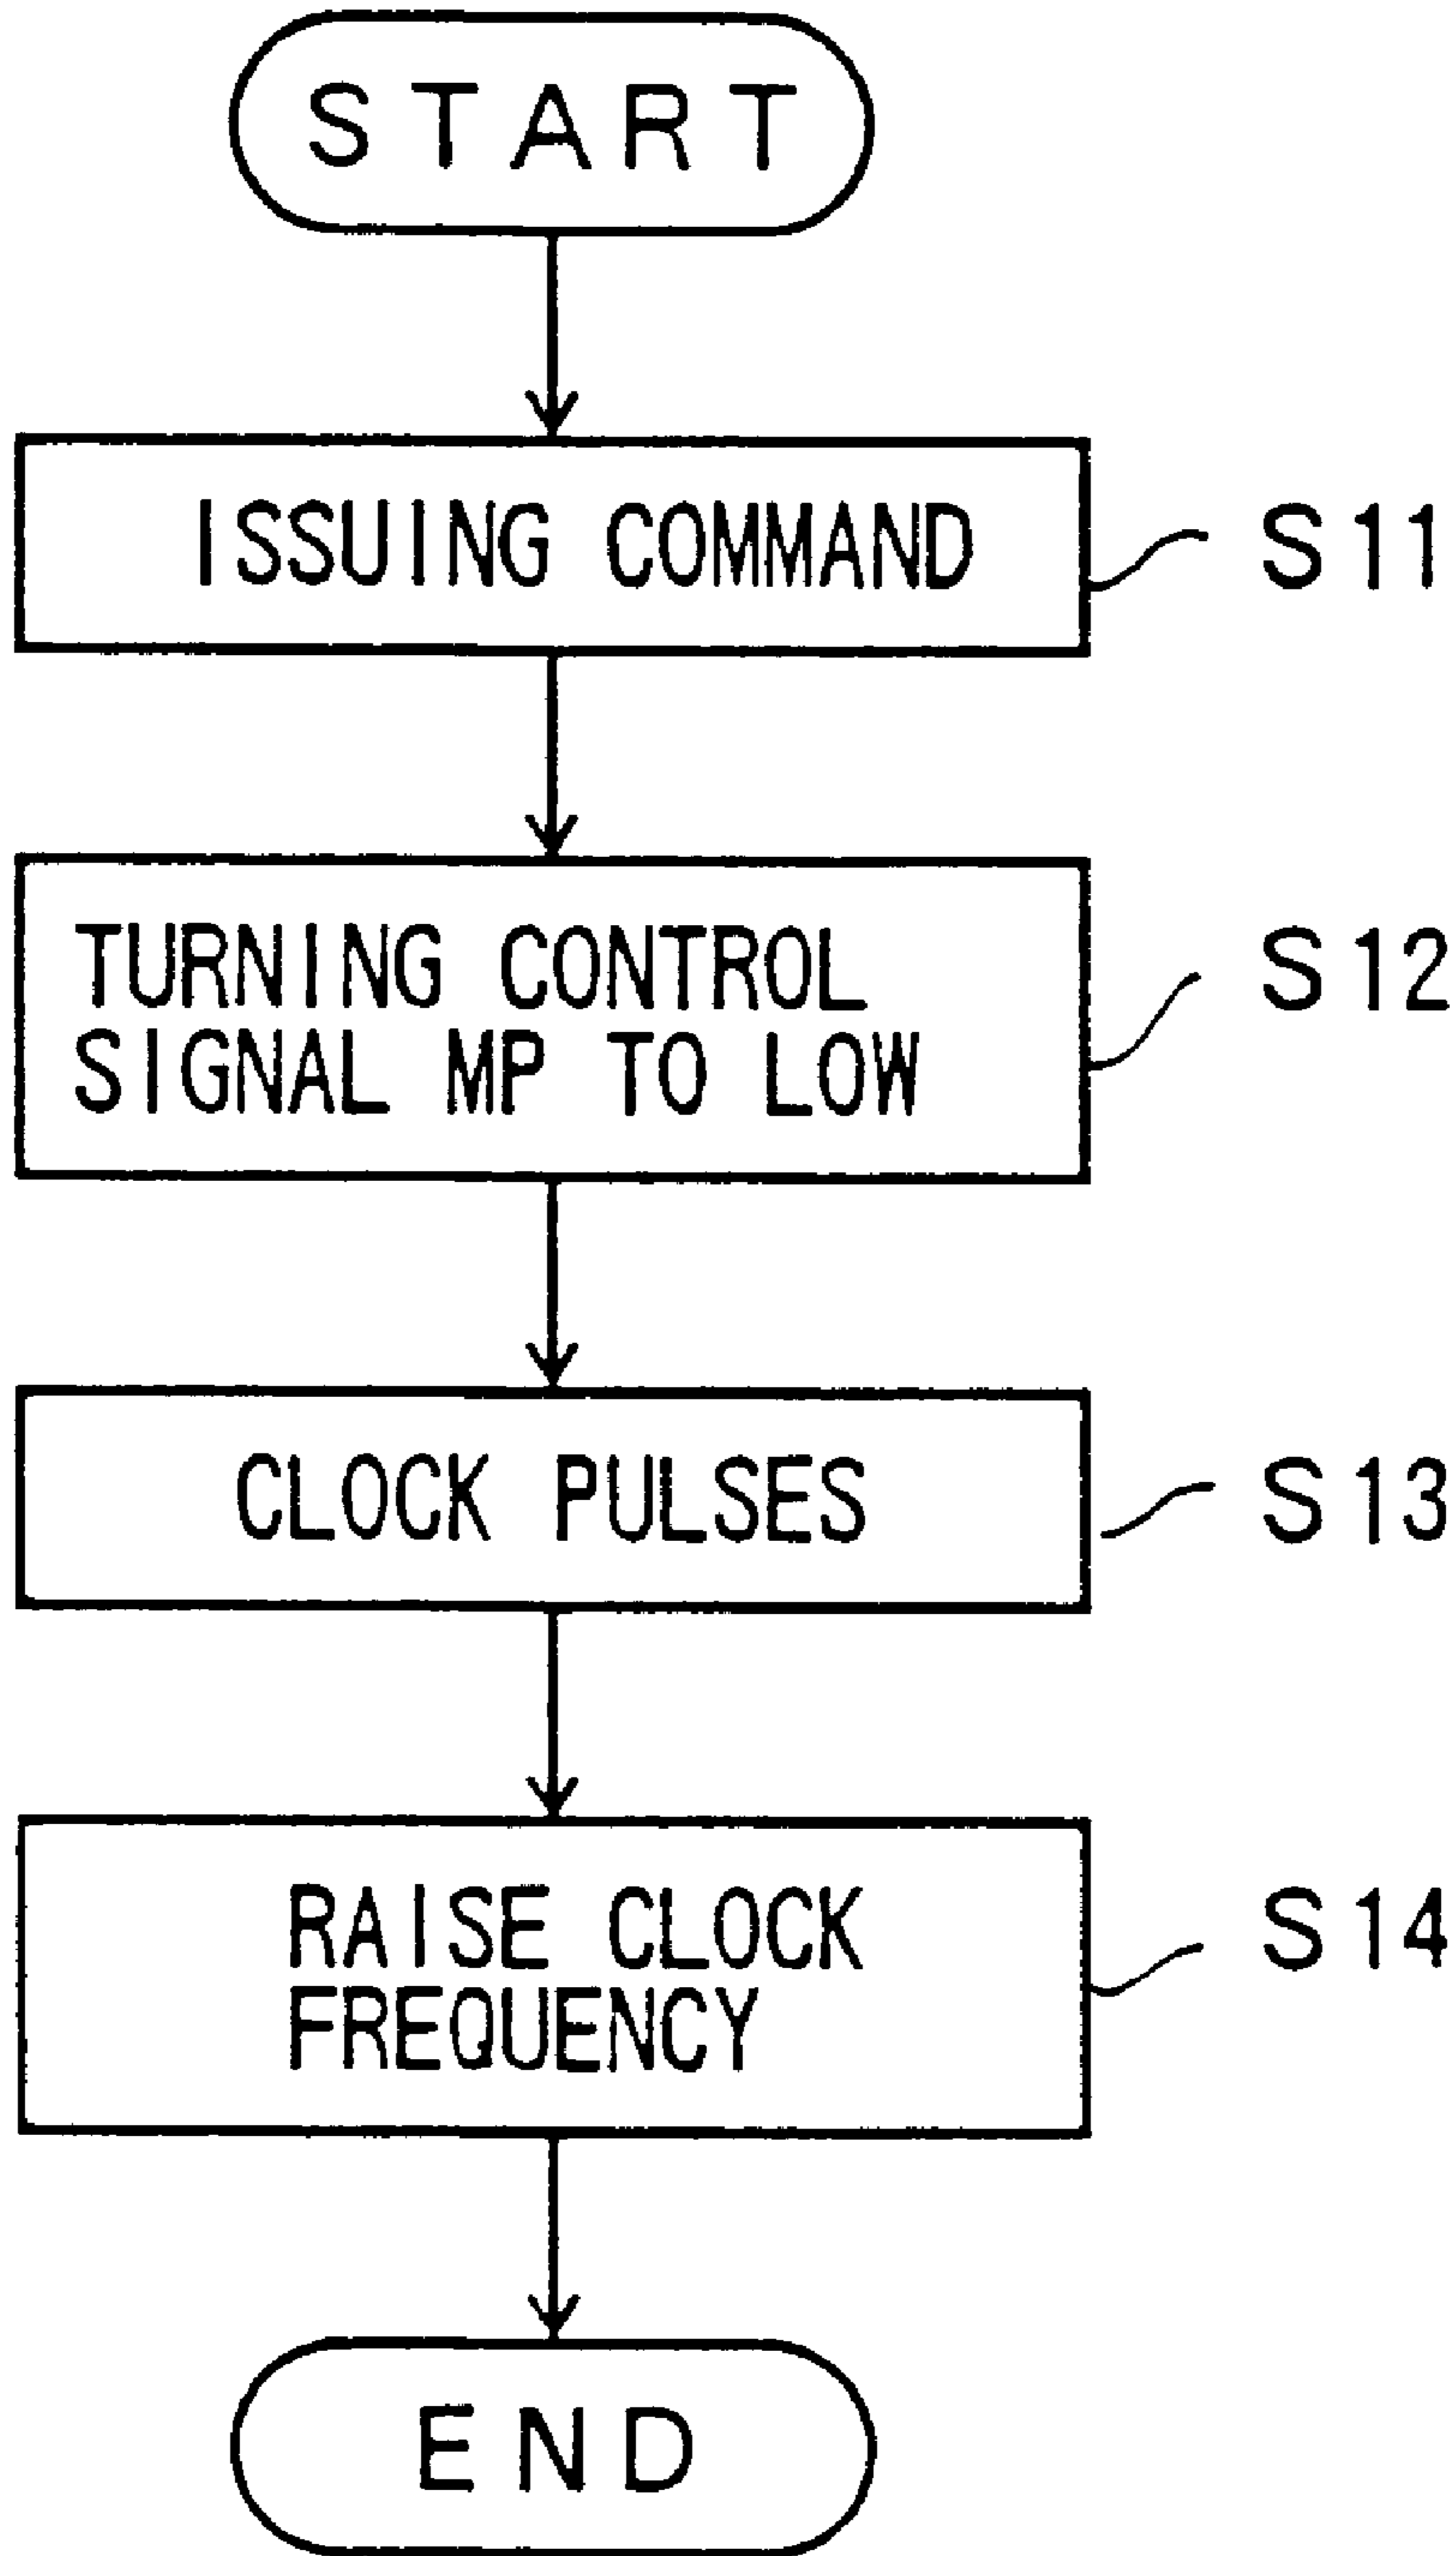 START
ISSUING COMMAND
S11
TURNING CONTROL
SIGNAL MP TO LOW
S12
CLOCK PULSES
S13
RAISE CLOCK
FREQUENCY
S14
END